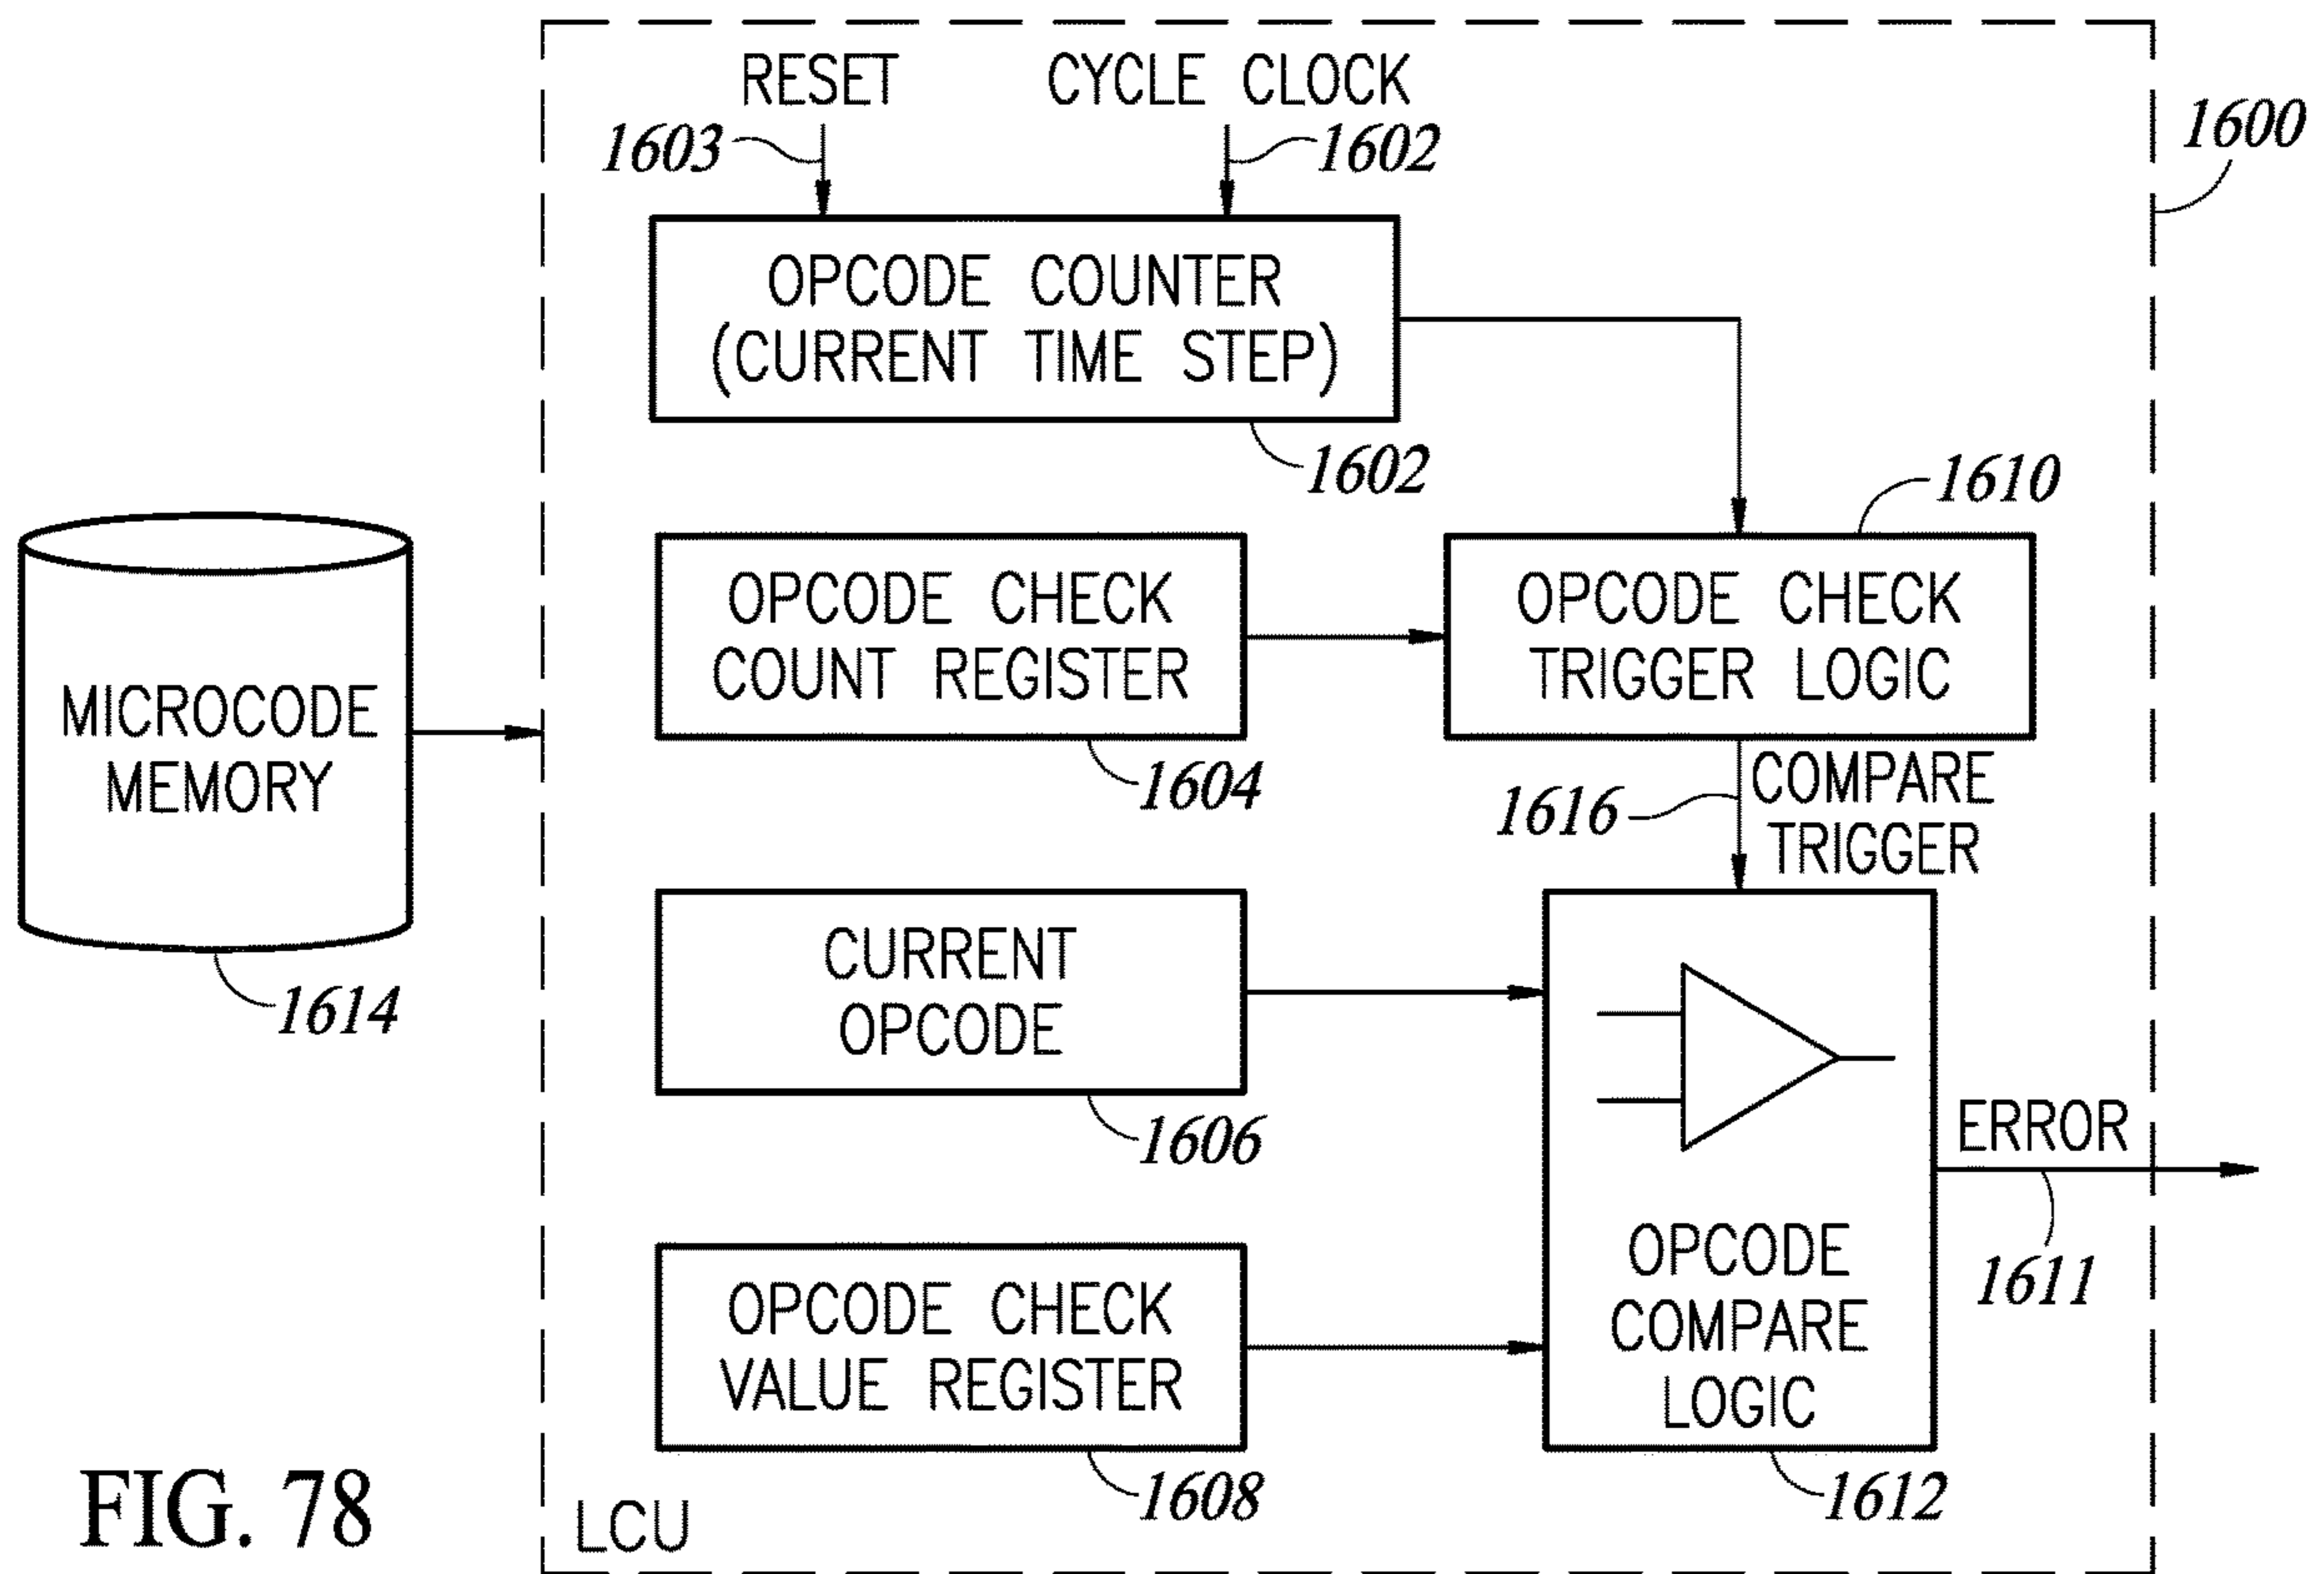 RESET
CYCLE CLOCK
1603
1602
1600
OPCODE COUNTER
(CURRENT TIME STEP)
1602
1610
OPCODE CHECK
COUNT REGISTER
1604
OPCODE CHECK
TRIGGER LOGIC
MICROCODE
MEMORY
1614
1616
COMPARE
TRIGGER
CURRENT
OPCODE
1606
ERROR
1611
OPCODE CHECK
VALUE REGISTER
1608
OPCODE
COMPARE
LOGIC
1612
LCU
FIG. 78